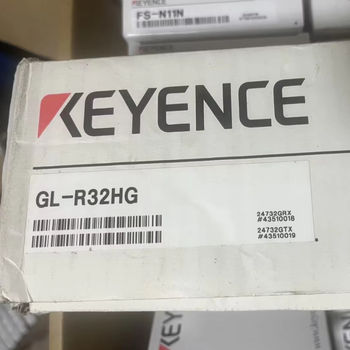 KEYENCE
FS-N11N
KEYENCE
GL-R32HG
24732GRX
#43510018
24732GTX
#43510019